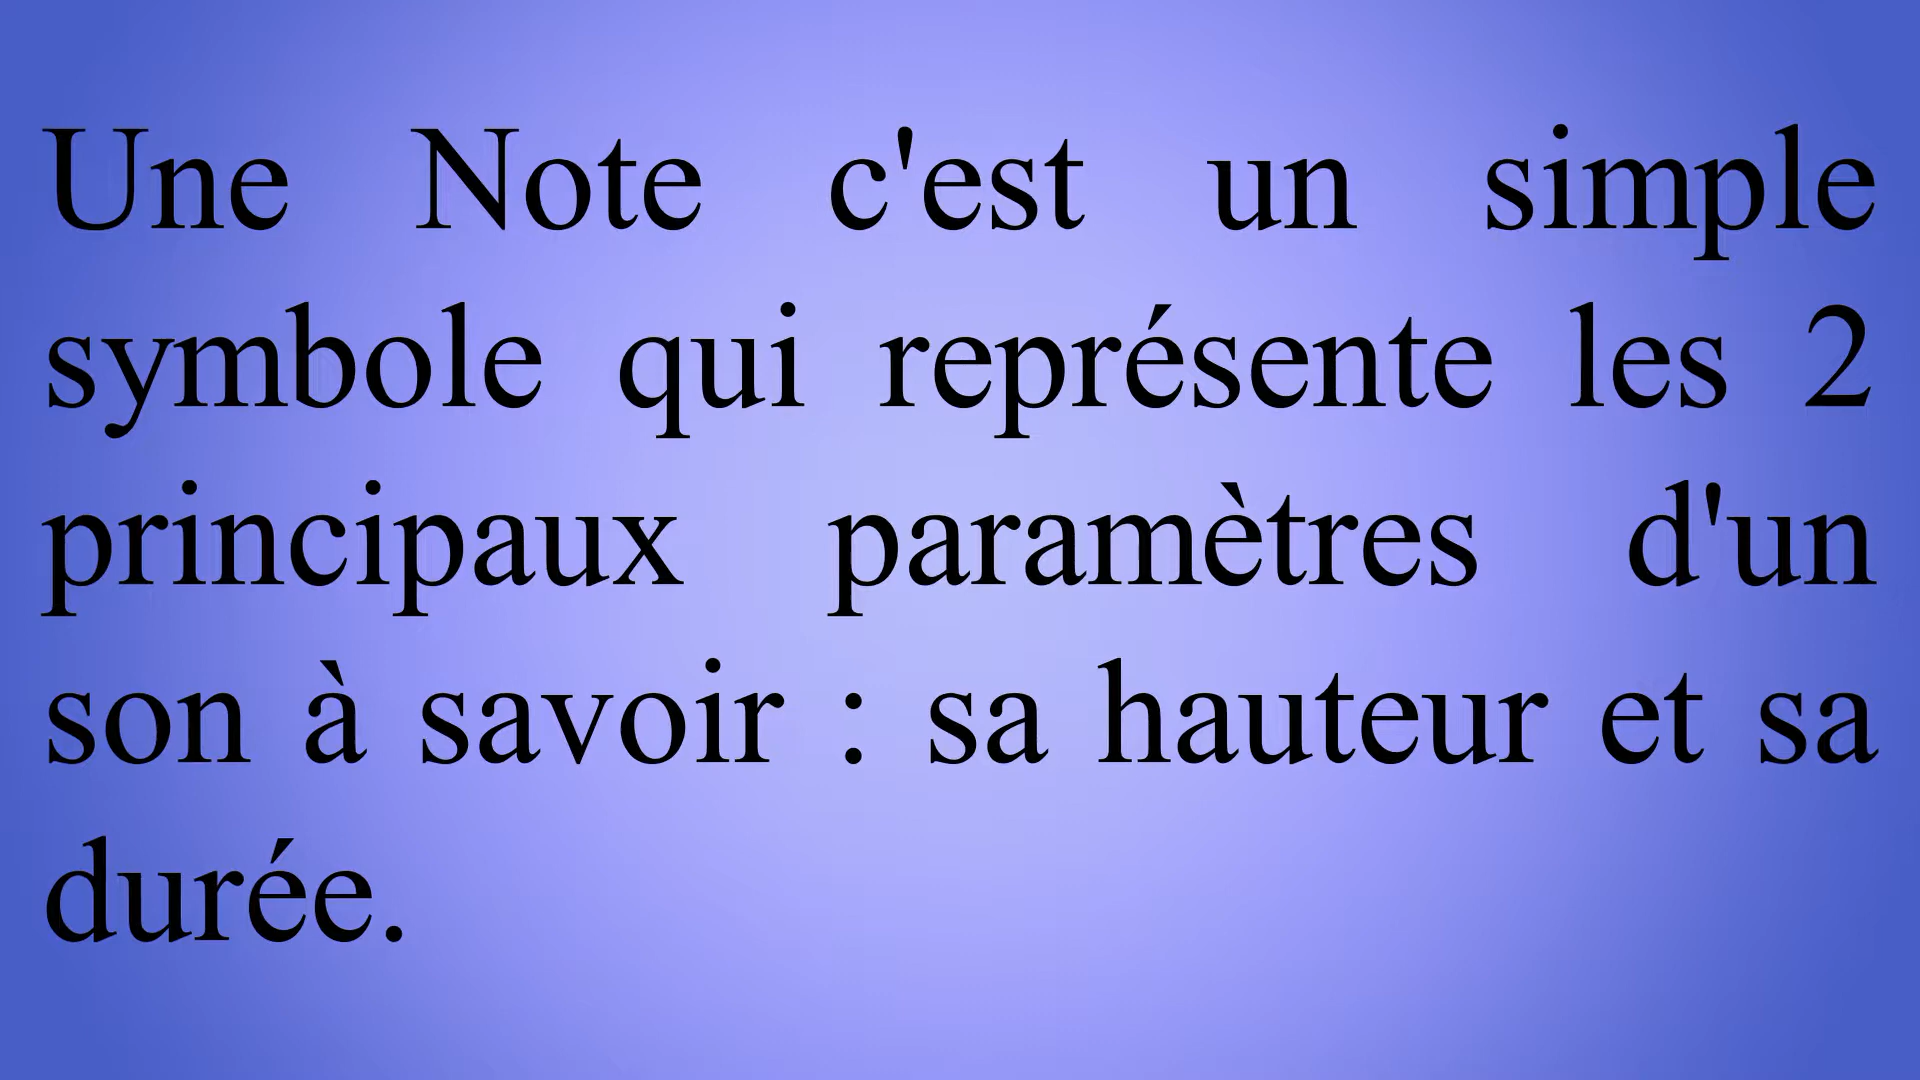 Une Note c'est un simple
symbole qui représente les 2
principaux paramètres d'un
son à savoir : sa hauteur et sa
durée.